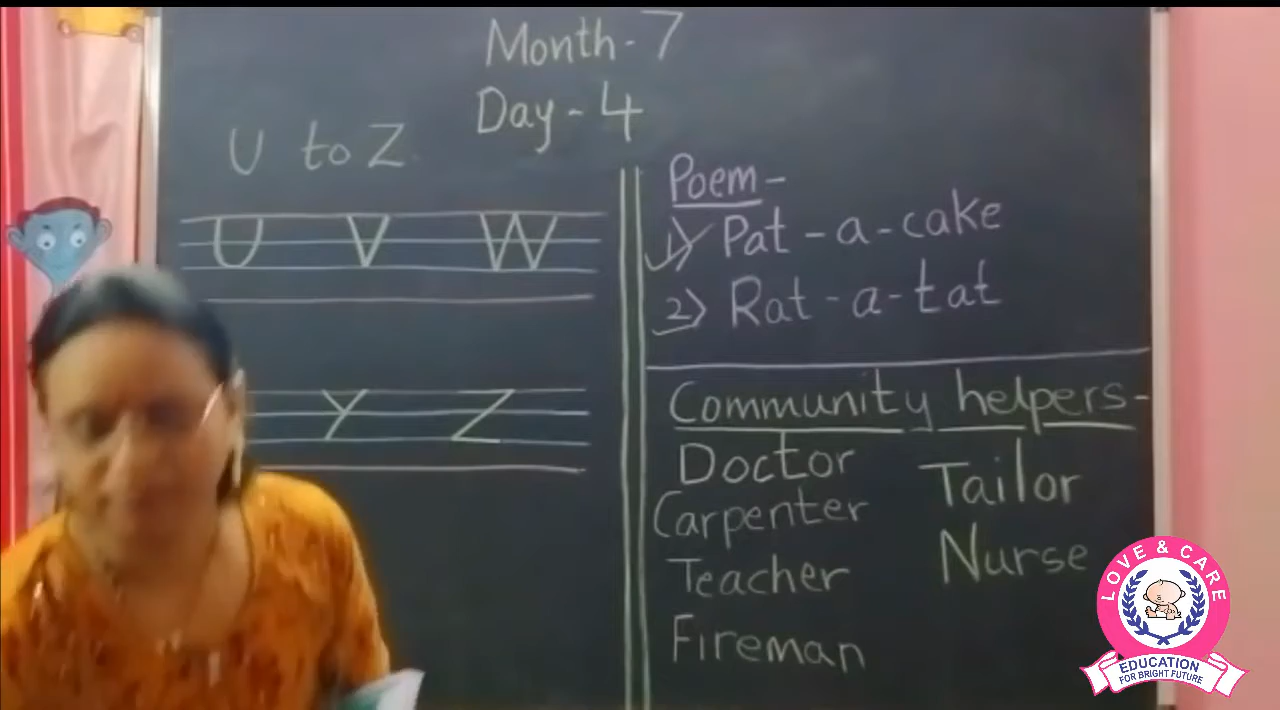 Month - 7
Day - 4
U to Z
U V W
Y Z
Poem -
1) Pat - a - cake
2) Rat - a - tat
Community helpers -
Doctor
Carpenter
Teacher
Fireman
Tailor
Nurse
LOVE & CARE
EDUCATION
FOR BRIGHT FUTURE